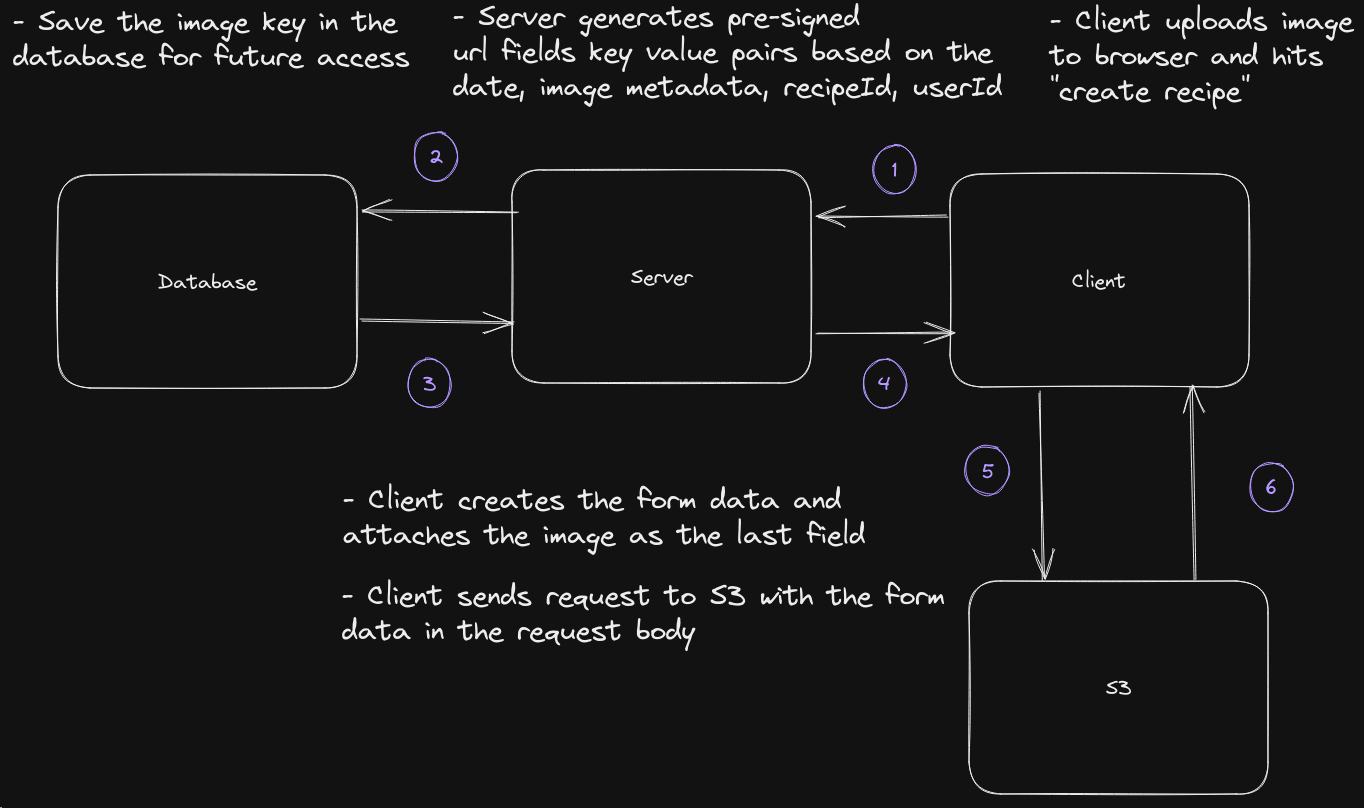 - Save the image key in the
database for future access
- Server generates pre-signed
url fields key value pairs based on the
date, image metadata, recipeId, userId
- Client uploads image
to browser and hits
"create recipe"
2
1
Database
Server
Client
3
4
5
6
- Client creates the form data and
attaches the image as the last field
- Client sends request to S3 with the form
data in the request body
S3